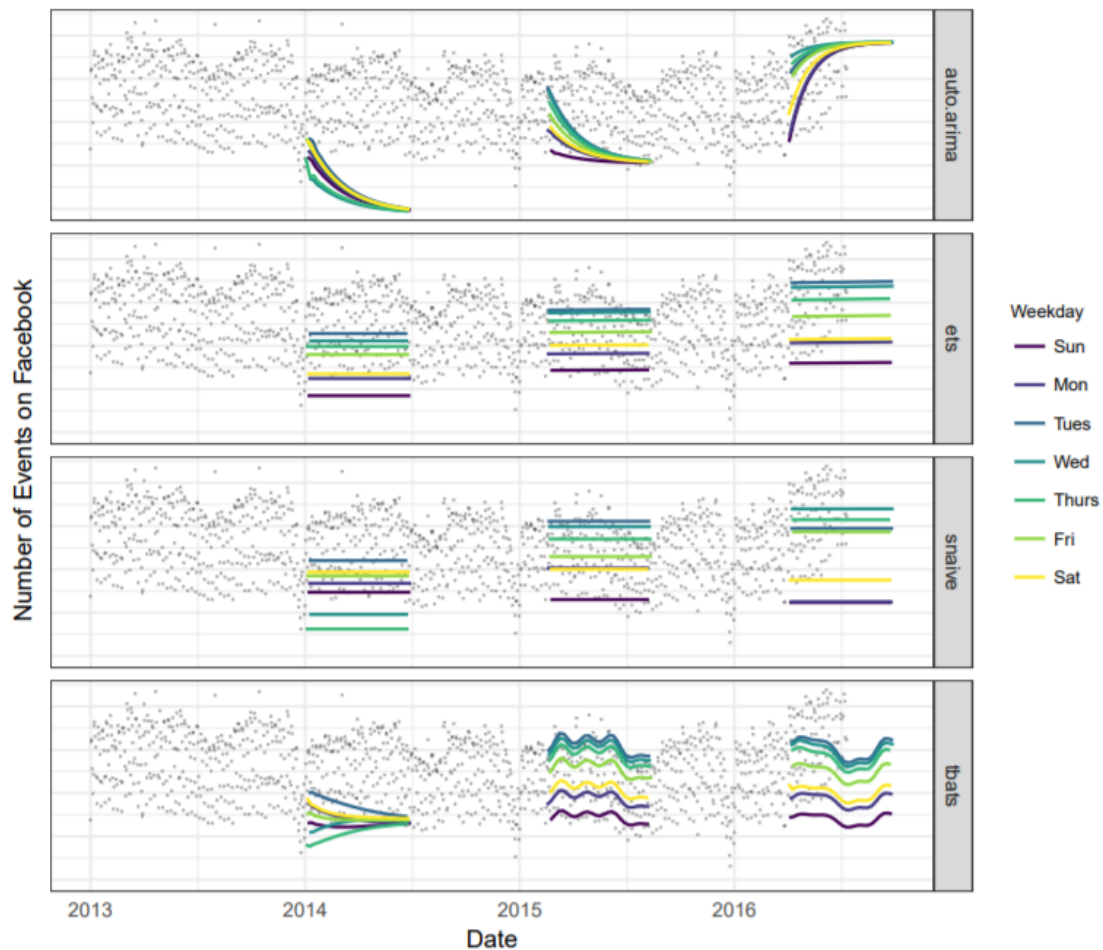 Number of Events on Facebook
auto.arima
ets
snaive
tbats
2013 2014 2015 2016
Date
Weekday
Sun
Mon
Tues
Wed
Thurs
Fri
Sat